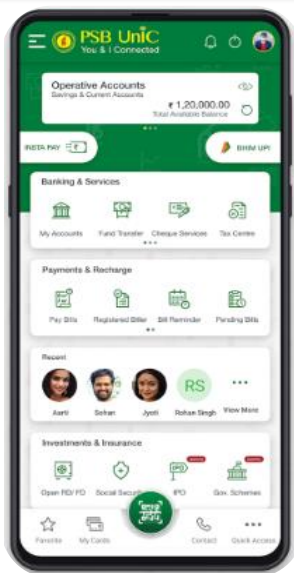 PSB UniC
You & I Connected
Operative Accounts
Savings & Current Accounts
₹ 1,20,000.00
Total Available Balance
INSTA PAY
BHIM UPI
Banking & Services
My Accounts Fund Transfer Cheque Services Tax Centre
Payments & Recharge
Pay Bills Registered Biller Bill Reminder Pending Bills
Recent
RS
Aarti Sohan Jyoti Rohan Singh View More
Investments & Insurance
IPO
Open RD/ FD Social Securit IPO Gov. Schemes
Favorite My Cards Contact Quick Access